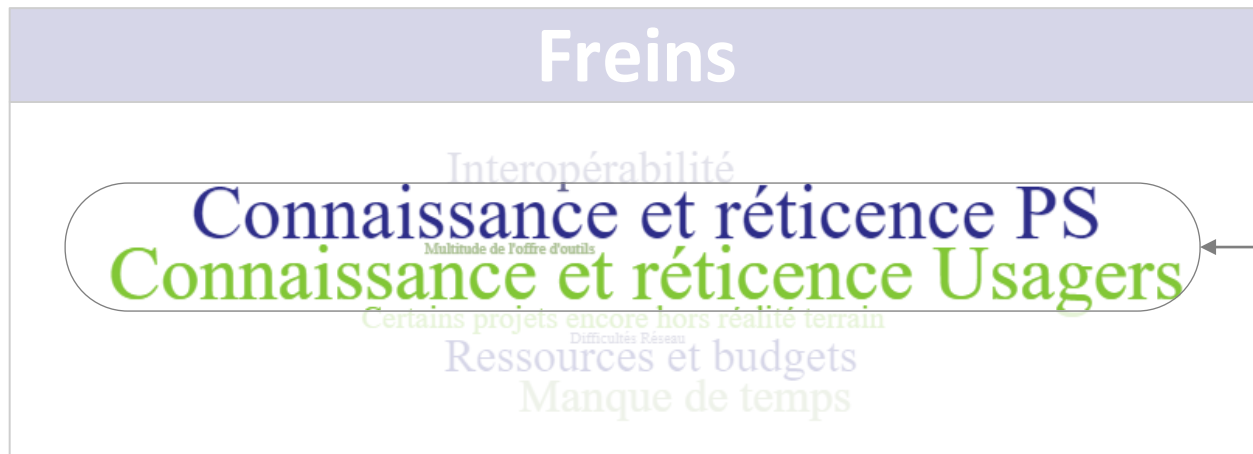 Freins
Interopérabilité
Connaissance et réticence PS
Multitude de l'offre d'outils
Connaissance et réticence Usagers
Certains projets encore hors réalité terrain
Difficultés Réseau
Ressources et budgets
Manque de temps